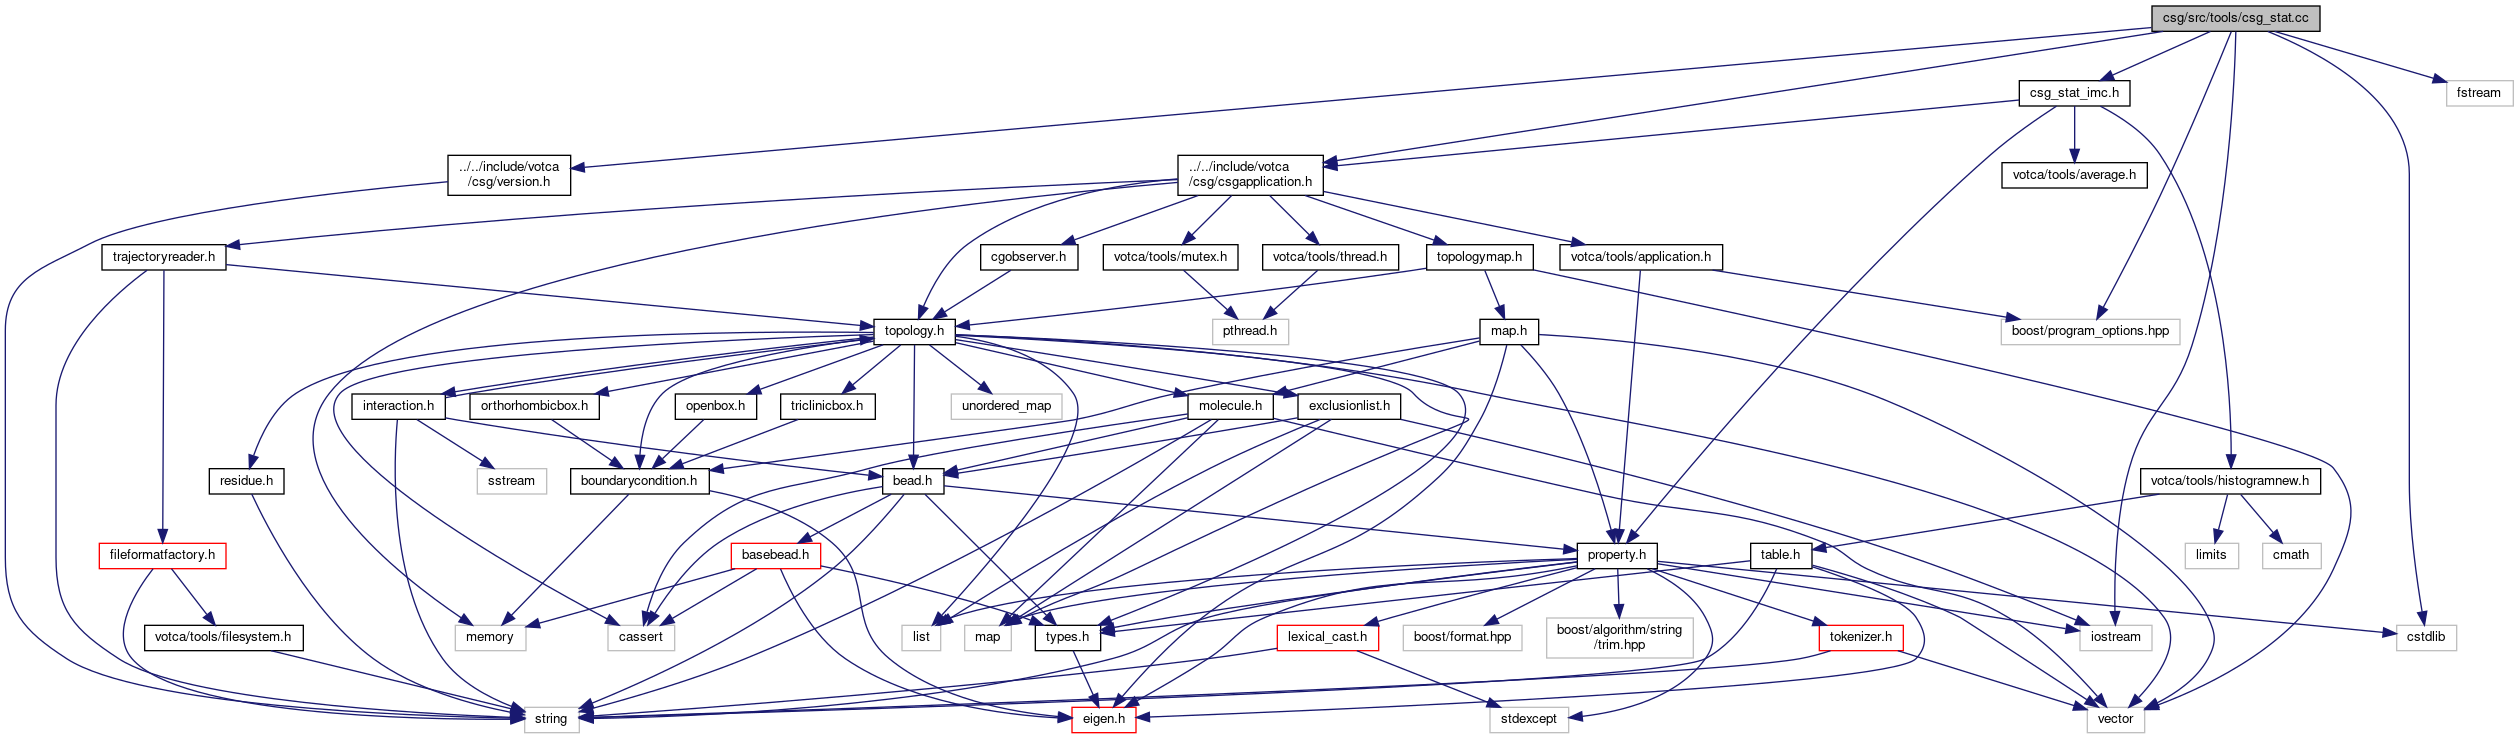 csg/src/tools/csg_stat.cc
csg_stat_imc.h
fstream
../../include/votca
/csg/version.h
../../include/votca
/csg/csgapplication.h
votca/tools/average.h
trajectoryreader.h
cgobserver.h
votca/tools/mutex.h
votca/tools/thread.h
topologymap.h
votca/tools/application.h
topology.h
pthread.h
map.h
boost/program_options.hpp
interaction.h
orthorhombicbox.h
openbox.h
triclinicbox.h
unordered_map
molecule.h
exclusionlist.h
residue.h
sstream
boundarycondition.h
bead.h
votca/tools/histogramnew.h
fileformatfactory.h
basebead.h
property.h
table.h
limits
cmath
votca/tools/filesystem.h
memory
cassert
list
map
types.h
lexical_cast.h
boost/format.hpp
boost/algorithm/string
/trim.hpp
tokenizer.h
iostream
cstdlib
string
eigen.h
stdexcept
vector